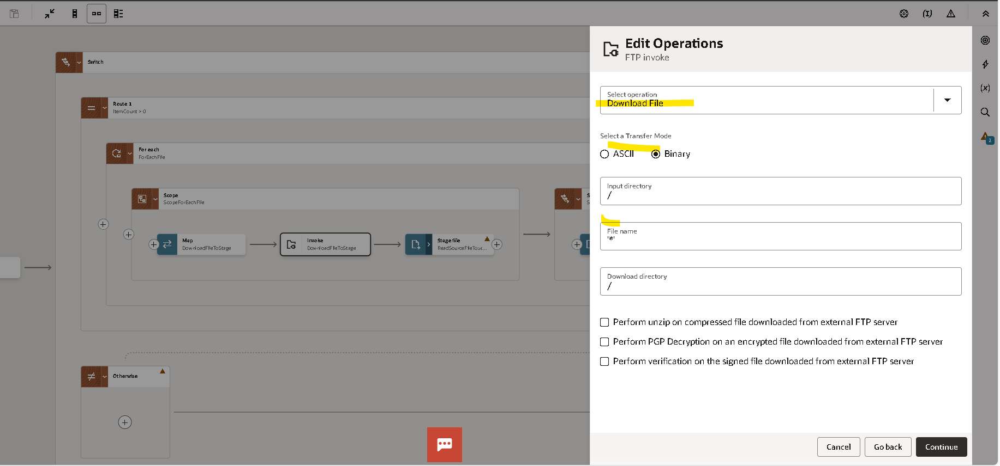 Switch
Route 1
ItemCount > 0
For each
ForEachFile
Scope
ScopeForEachFile
S
S
Map
DownloadFileToStage
Invoke
DownloadFileToStage
Stage file
ReadSourceFileToSt...
Otherwise
Edit Operations
FTP invoke
Select operation
Download File
Select a Transfer Mode
ASCII
Binary
Input directory
/
File name
'*'
Download directory
/
Perform unzip on compressed file downloaded from external FTP server
Perform PGP Decryption on an encrypted file downloaded from external FTP server
Perform verification on the signed file downloaded from external FTP server
Cancel
Go back
Continue
(I)
(x)
2